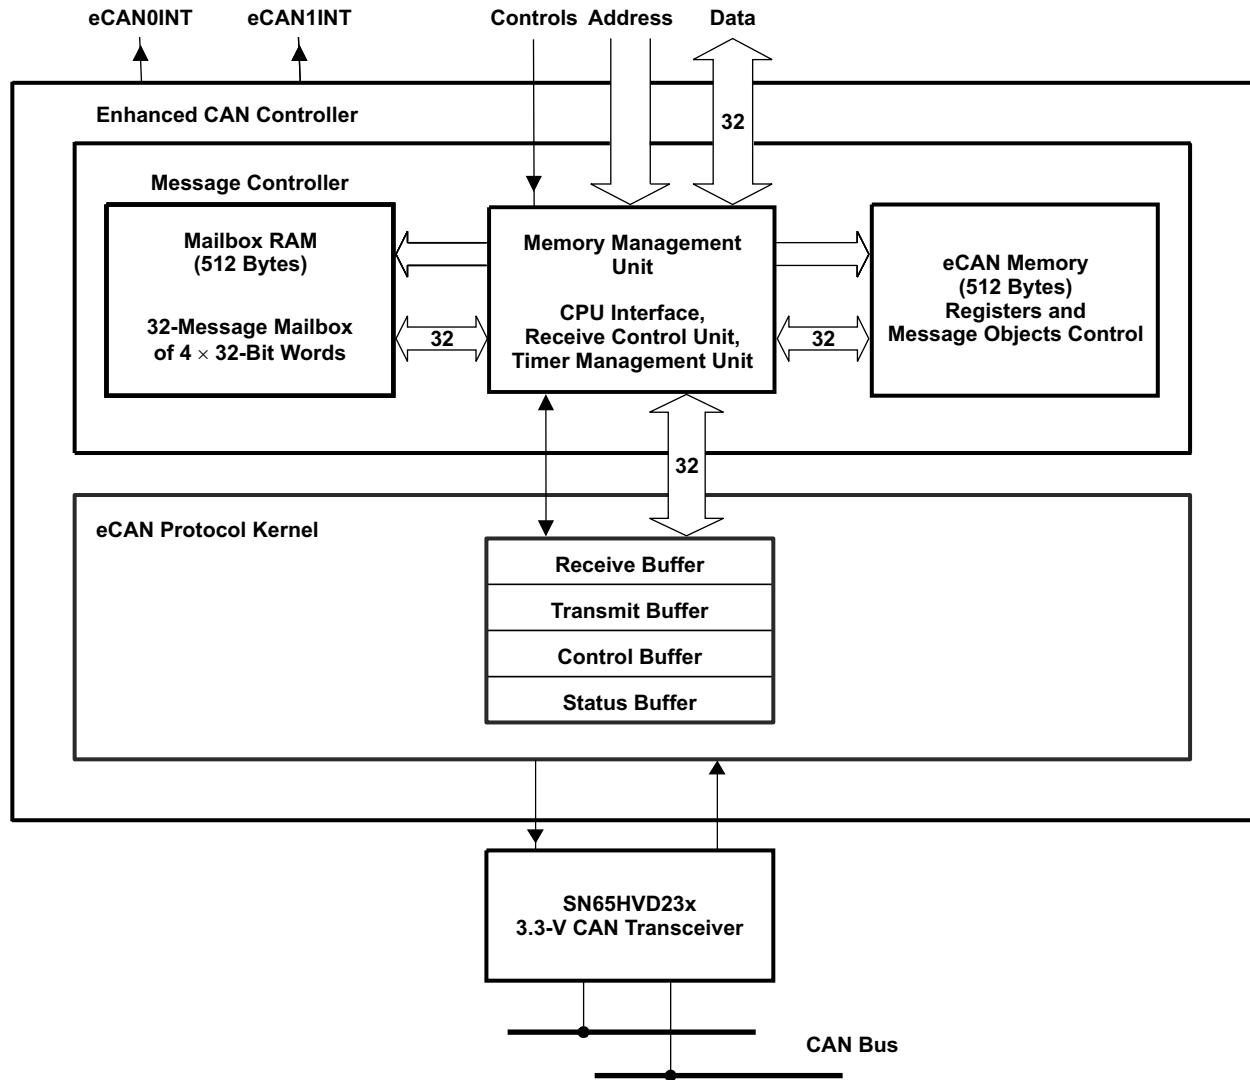 eCAN0INT eCAN1INT Controls Address Data
32
Enhanced CAN Controller
Message Controller
Mailbox RAM
(512 Bytes)
32-Message Mailbox
of 4 × 32-Bit Words
32
Memory Management
Unit
CPU Interface,
Receive Control Unit,
Timer Management Unit
32
eCAN Memory
(512 Bytes)
Registers and
Message Objects Control
32
eCAN Protocol Kernel
Receive Buffer
Transmit Buffer
Control Buffer
Status Buffer
SN65HVD23x
3.3-V CAN Transceiver
CAN Bus